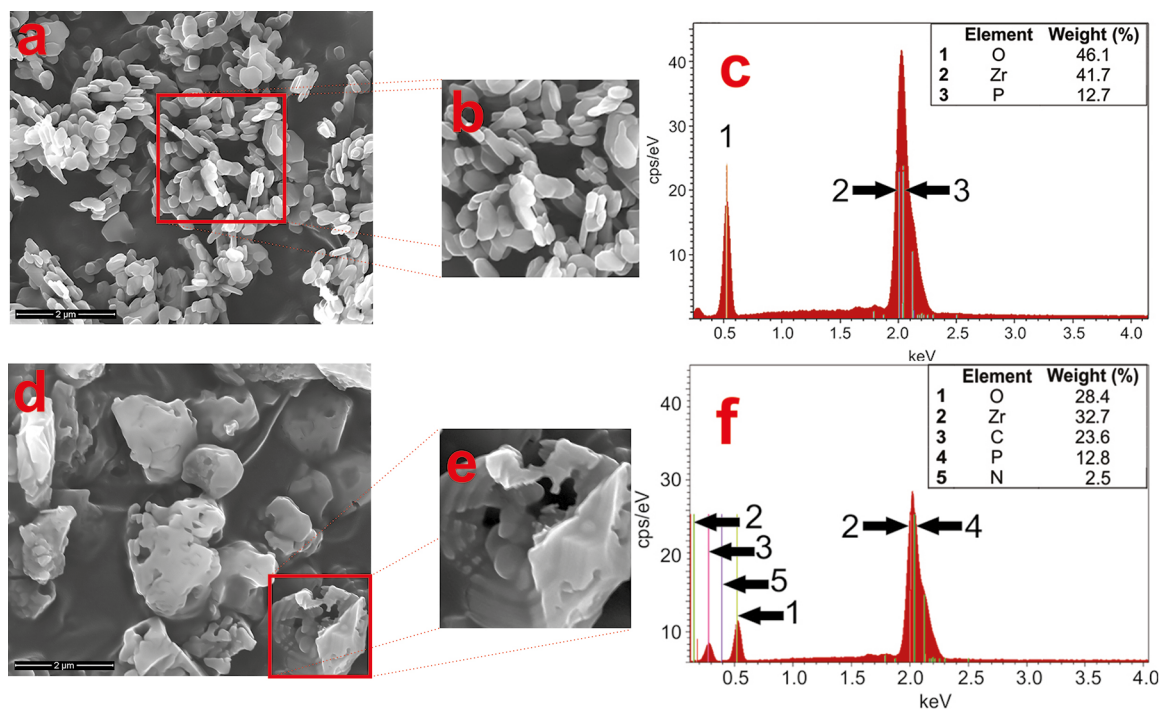 a
2 µm
b
c
Element Weight (%)
1 O 46.1
2 Zr 41.7
3 P 12.7
cps/eV
40
30
20
10
1
2 3
0.5 1.0 1.5 2.0 2.5 3.0 3.5 4.0
keV
d
2 µm
e
f
Element Weight (%)
1 O 28.4
2 Zr 32.7
3 C 23.6
4 P 12.8
5 N 2.5
cps/eV
40
30
20
10
2
3
5
1
2 4
0.5 1.0 1.5 2.0 2.5 3.0 3.5 4.0
keV